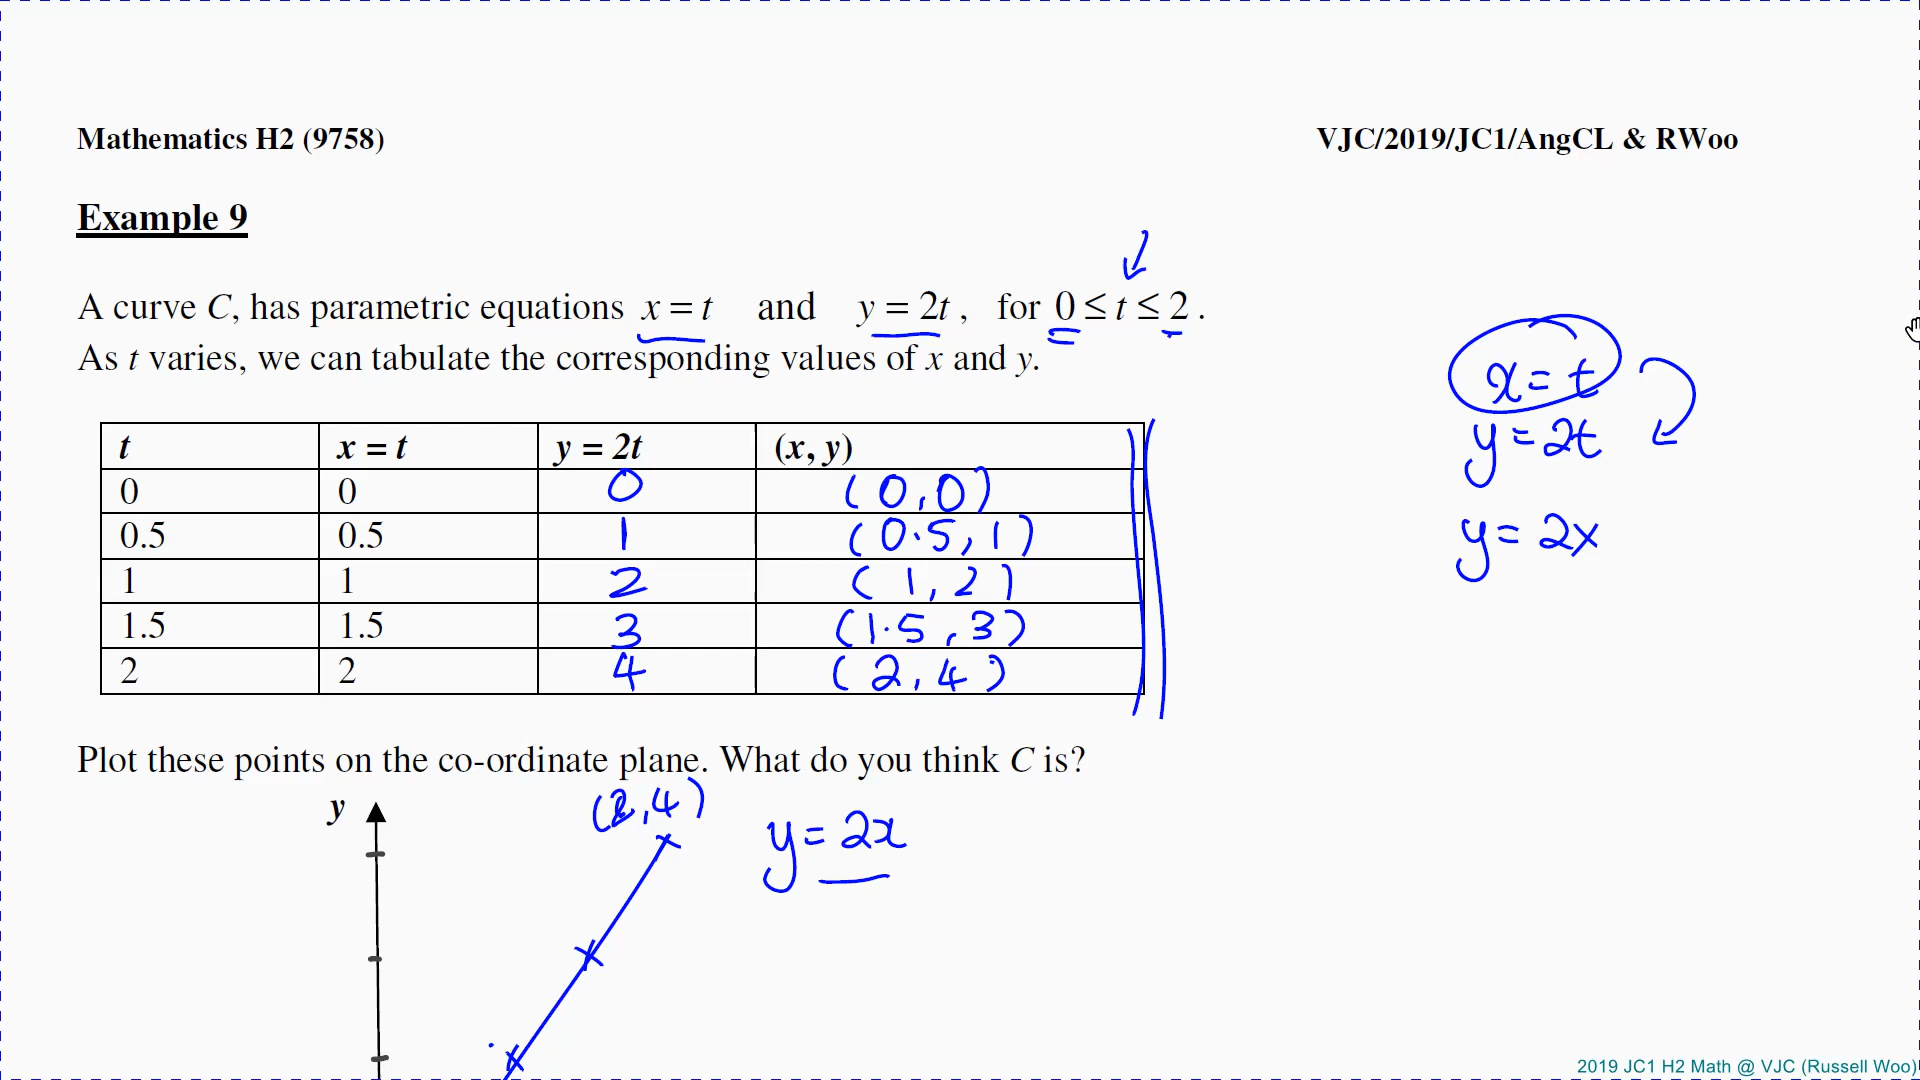 Mathematics H2 (9758) VJC/2019/JC1/AngCL & RWoo
Example 9
A curve C, has parametric equations x = t and y = 2t, for 0 ≤ t ≤ 2.
As t varies, we can tabulate the corresponding values of x and y.
x = t
y = 2t
y = 2x
t x = t y = 2t (x, y)
0 0 0 (0,0)
0.5 0.5 1 (0.5, 1)
1 1 2 (1, 2)
1.5 1.5 3 (1.5, 3)
2 2 4 (2, 4)
Plot these points on the co-ordinate plane. What do you think C is?
y (2,4) y = 2x
2019 JC1 H2 Math @ VJC (Russell Woo)